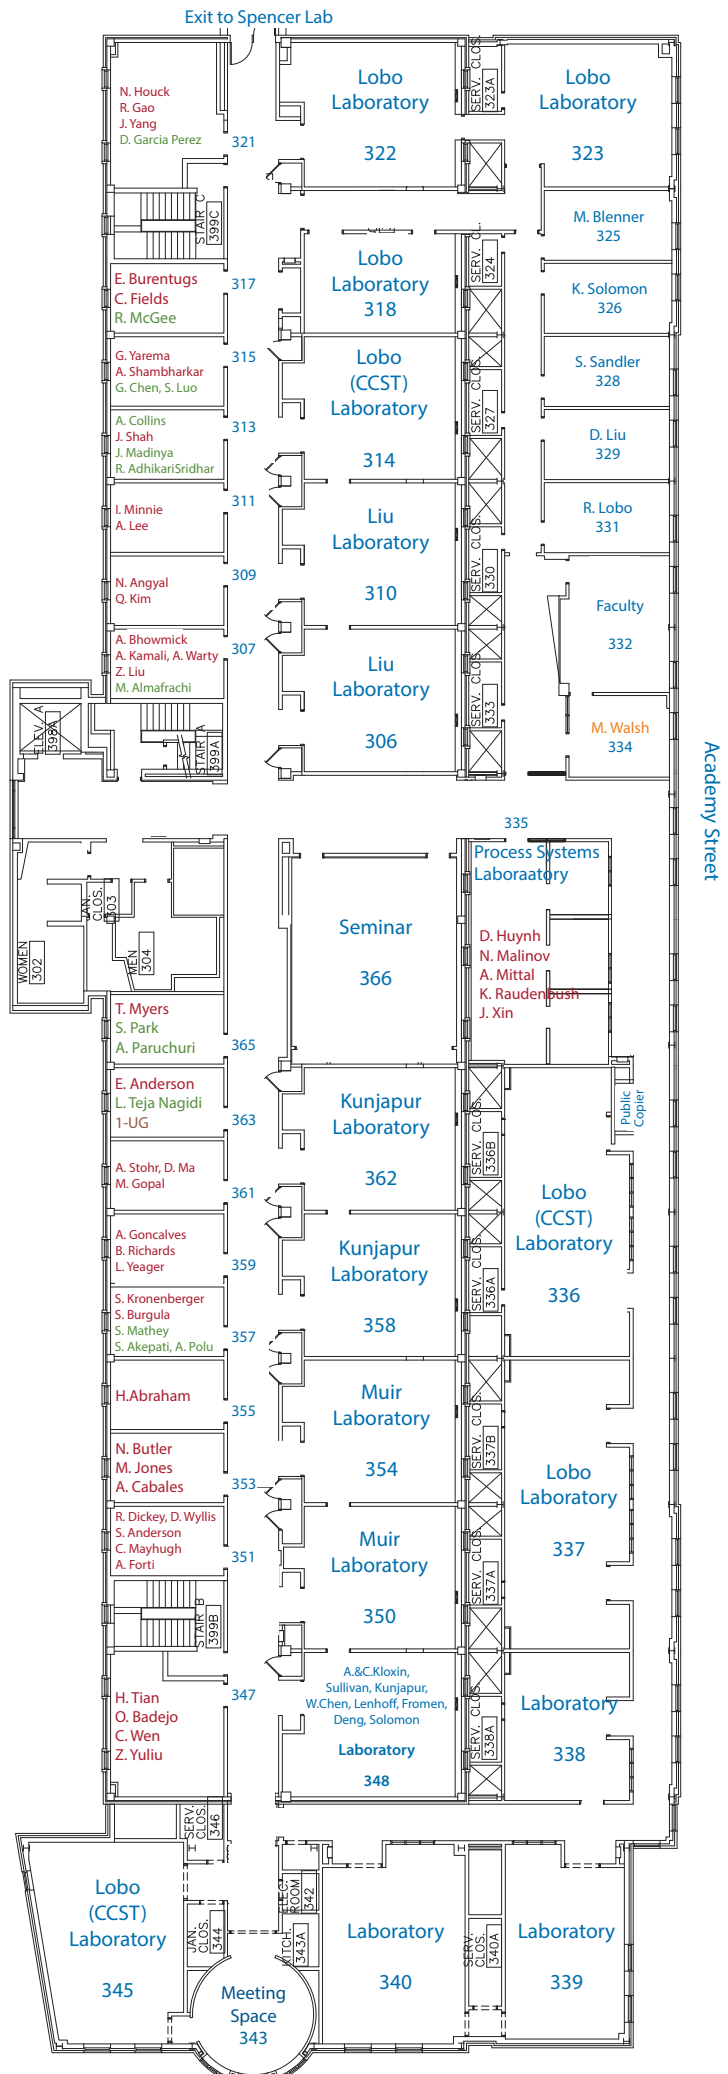 Exit to Spencer Lab
N. Houck
R. Gao
J. Yang
D. Garcia Perez
321
Lobo
Laboratory
322
SERV. CLOS.
323A
Lobo
Laboratory
323
STAIR C
399C
M. Blenner
325
E. Burentugs
C. Fields
R. McGee
317
Lobo
Laboratory
318
SERV. CL.
324
K. Solomon
326
G. Yarema
A. Shambharkar
G. Chen, S. Luo
315
Lobo
(CCST)
Laboratory
314
SERV. CLOS.
327
S. Sandler
328
A. Collins
J. Shah
J. Madinya
R. AdhikariSridhar
313
D. Liu
329
I. Minnie
A. Lee
311
Liu
Laboratory
310
SERV. CLOS.
330
R. Lobo
331
N. Angyal
Q. Kim
309
Faculty
332
A. Bhowmick
A. Kamali, A. Warty
Z. Liu
M. Almafrachi
307
Liu
Laboratory
306
SERV. CLOS.
333
M. Walsh
334
ELEV. A
398A
STAIR A
399A
Academy Street
335
Process Systems
Laboraatory
D. Huynh
N. Malinov
A. Mittal
K. Raudenbush
J. Xin
Seminar
366
WOMEN
302
JAN.
CLOS.
303
MEN
304
T. Myers
S. Park
A. Paruchuri
365
E. Anderson
L. Teja Nagidi
1-UG
363
Kunjapur
Laboratory
362
SERV. CLOS.
336B
Public
Copier
A. Stohr, D. Ma
M. Gopal
361
Lobo
(CCST)
Laboratory
336
A. Goncalves
B. Richards
L. Yeager
359
Kunjapur
Laboratory
358
SERV. CLOS.
336A
S. Kronenberger
S. Burgula
S. Mathey
S. Akepati, A. Polu
357
H.Abraham
355
Muir
Laboratory
354
SERV. CLOS.
337B
Lobo
Laboratory
337
N. Butler
M. Jones
A. Cabales
353
R. Dickey, D. Wyllis
S. Anderson
C. Mayhugh
A. Forti
351
Muir
Laboratory
350
SERV. CLOS.
337A
STAIR B
399B
H. Tian
O. Badejo
C. Wen
Z. Yuliu
347
A.&C.Kloxin,
Sullivan, Kunjapur,
W.Chen, Lenhoff, Fromen,
Deng, Solomon
Laboratory
348
SERV. CLOS.
338A
Laboratory
338
SERV.
CLOS.
346
Lobo
(CCST)
Laboratory
345
JAN.
CLOS.
344
ELEC.
ROOM
342
KITCH.
343A
Meeting
Space
343
Laboratory
340
SERV.
CLOS.
340A
Laboratory
339